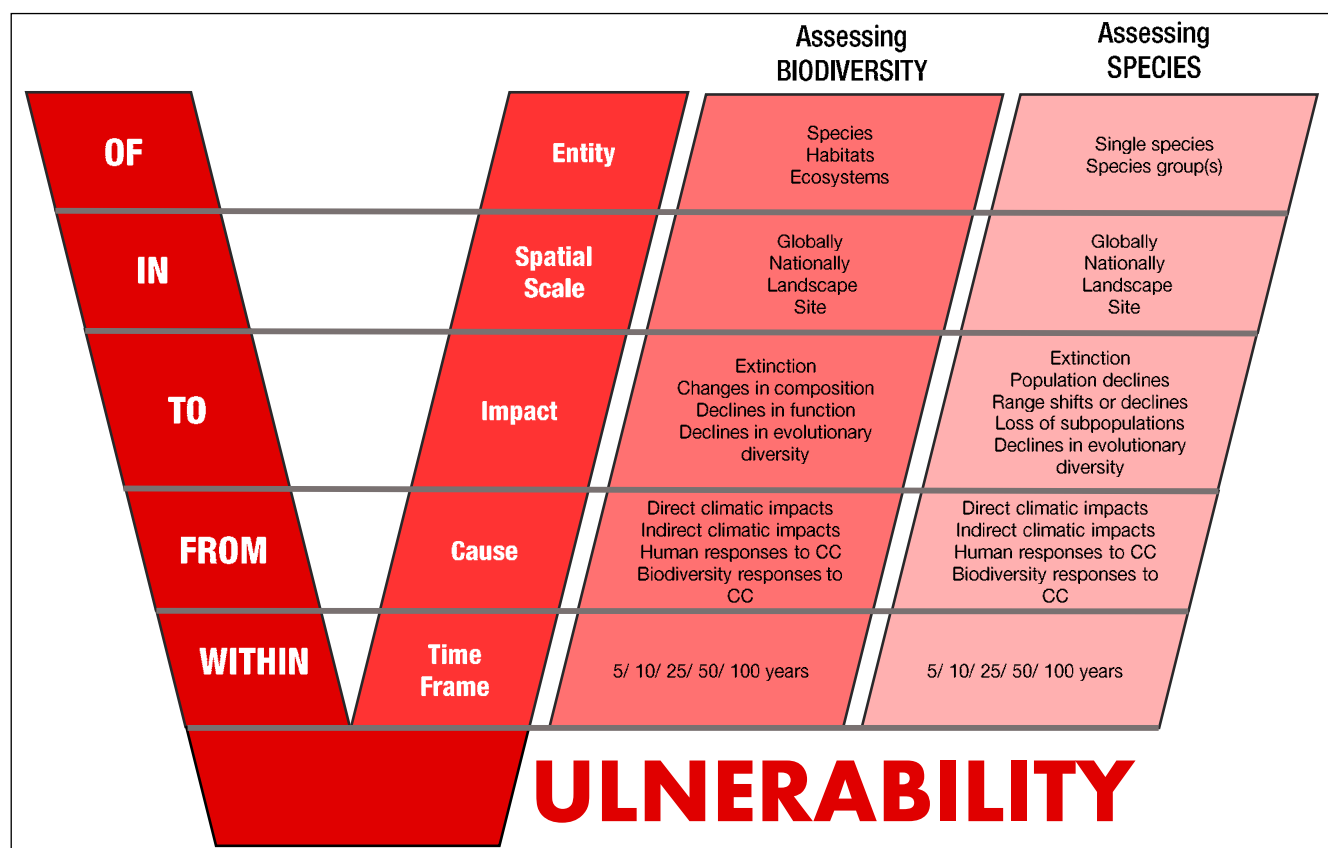 Assessing
BIODIVERSITY
Assessing
SPECIES
OF
Entity
Species
Habitats
Ecosystems
Single species
Species group(s)
IN
Spatial
Scale
Globally
Nationally
Landscape
Site
Globally
Nationally
Landscape
Site
TO
Impact
Extinction
Changes in composition
Declines in function
Declines in evolutionary
diversity
Extinction
Population declines
Range shifts or declines
Loss of subpopulations
Declines in evolutionary
diversity
FROM
Cause
Direct climatic impacts
Indirect climatic impacts
Human responses to CC
Biodiversity responses to
CC
Direct climatic impacts
Indirect climatic impacts
Human responses to CC
Biodiversity responses to
CC
WITHIN
Time
Frame
5/ 10/ 25/ 50/ 100 years
5/ 10/ 25/ 50/ 100 years
VULNERABILITY